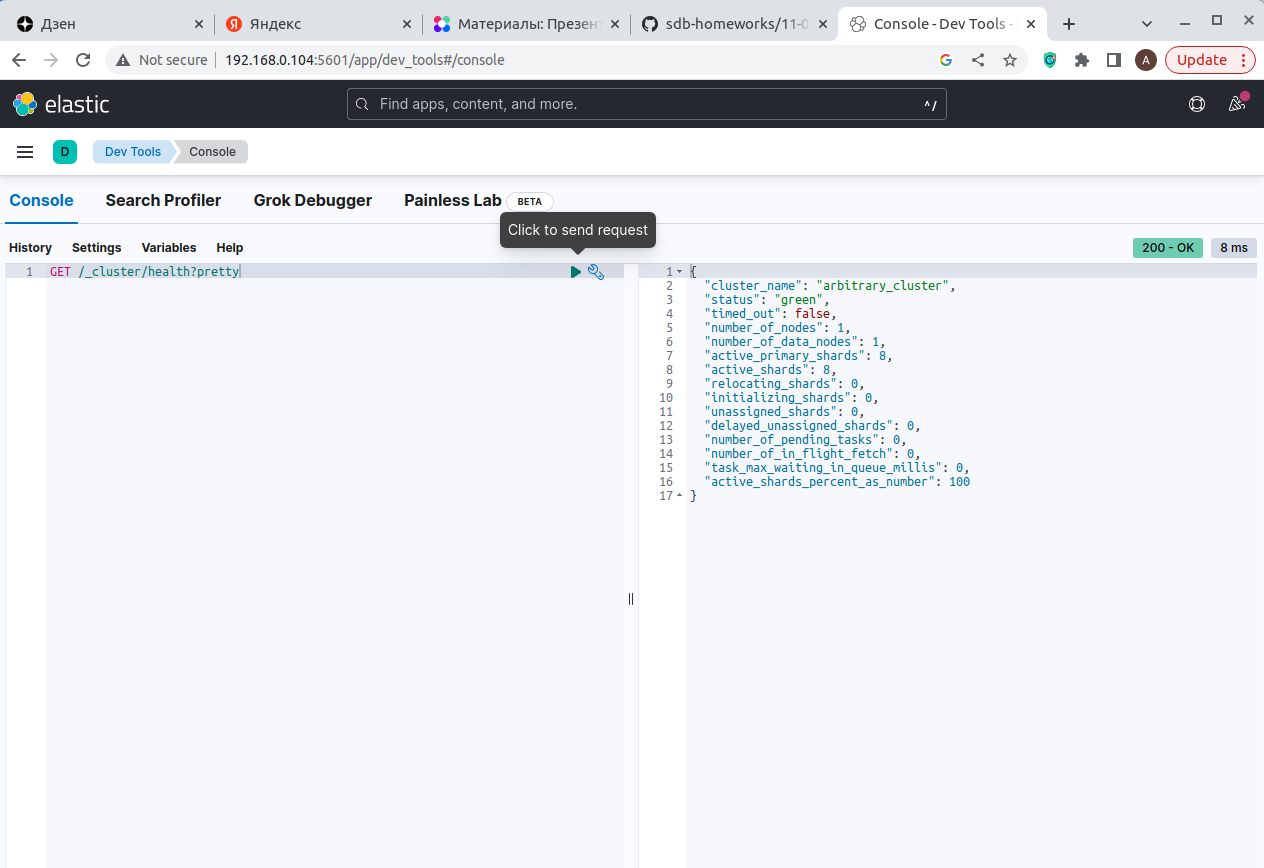 Дзен
Яндекс
Материалы: Презен
sdb-homeworks/11-0
Console - Dev Tools -
Not secure
192.168.0.104:5601/app/dev_tools#/console
A
Update
elastic
Find apps, content, and more.
^/
D
Dev Tools
Console
Console
Search Profiler
Grok Debugger
Painless Lab
BETA
Click to send request
History
Settings
Variables
Help
200 - OK
8 ms
1 GET /_cluster/health?pretty
1 {
2 "cluster_name": "arbitrary_cluster",
3 "status": "green",
4 "timed_out": false,
5 "number_of_nodes": 1,
6 "number_of_data_nodes": 1,
7 "active_primary_shards": 8,
8 "active_shards": 8,
9 "relocating_shards": 0,
10 "initializing_shards": 0,
11 "unassigned_shards": 0,
12 "delayed_unassigned_shards": 0,
13 "number_of_pending_tasks": 0,
14 "number_of_in_flight_fetch": 0,
15 "task_max_waiting_in_queue_millis": 0,
16 "active_shards_percent_as_number": 100
17 }